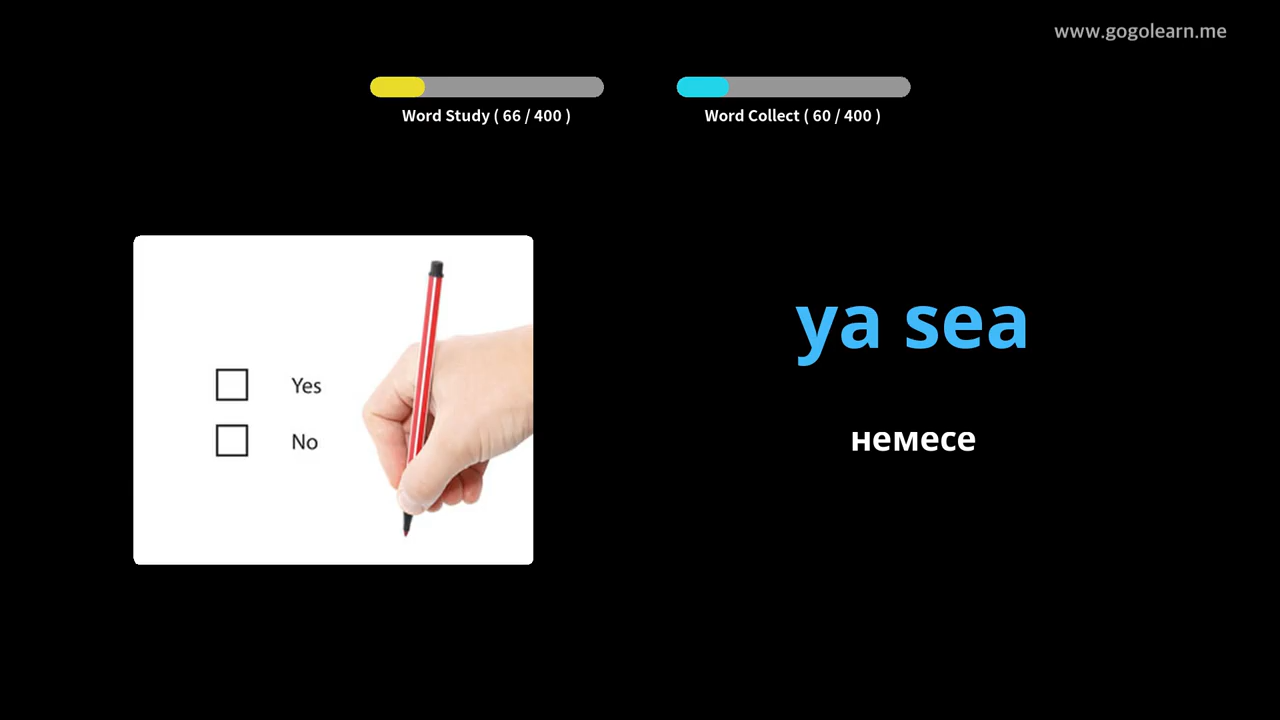 www.gogolearn.me
Word Study ( 66 / 400 )
Word Collect ( 60 / 400 )
Yes
No
ya sea
немесе